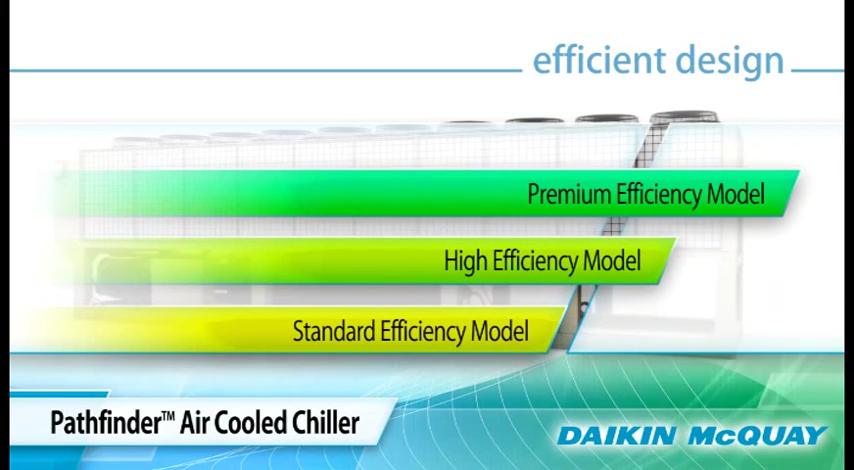 efficient design
Premium Efficiency Model
High Efficiency Model
Standard Efficiency Model
Pathfinder™ Air Cooled Chiller
DAIKIN McQUAY